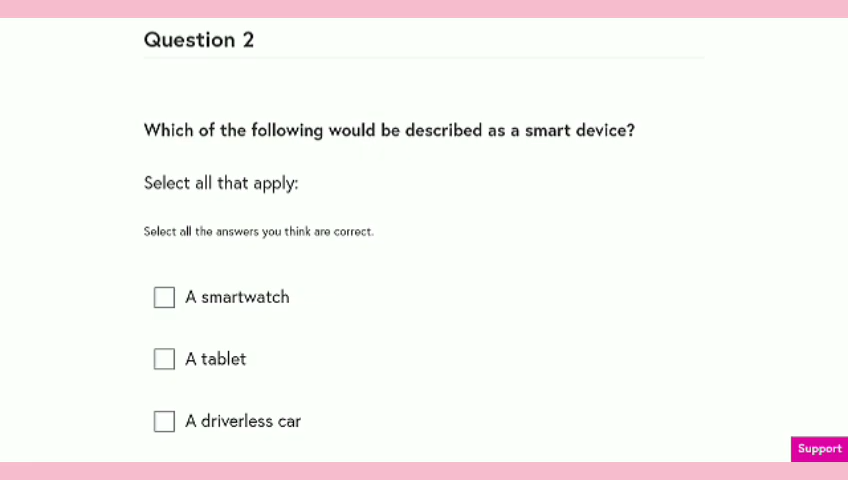 Question 2
Which of the following would be described as a smart device?
Select all that apply:
Select all the answers you think are correct.
A smartwatch
A tablet
A driverless car
Support